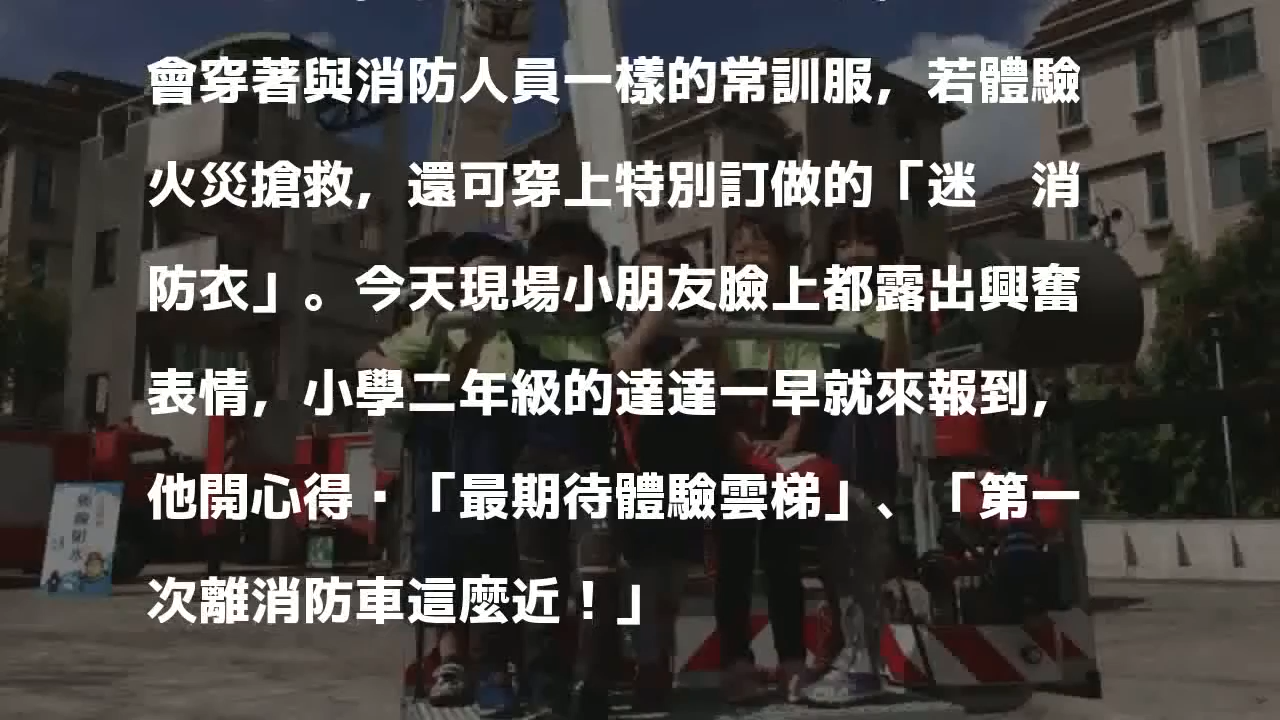 會穿著與消防人員一樣的常訓服，若體驗
火災搶救，還可穿上特別訂做的「迷　消
防衣」。今天現場小朋友臉上都露出興奮
表情，小學二年級的達達一早就來報到，
他開心得·「最期待體驗雲梯」、「第一
次離消防車這麼近！」